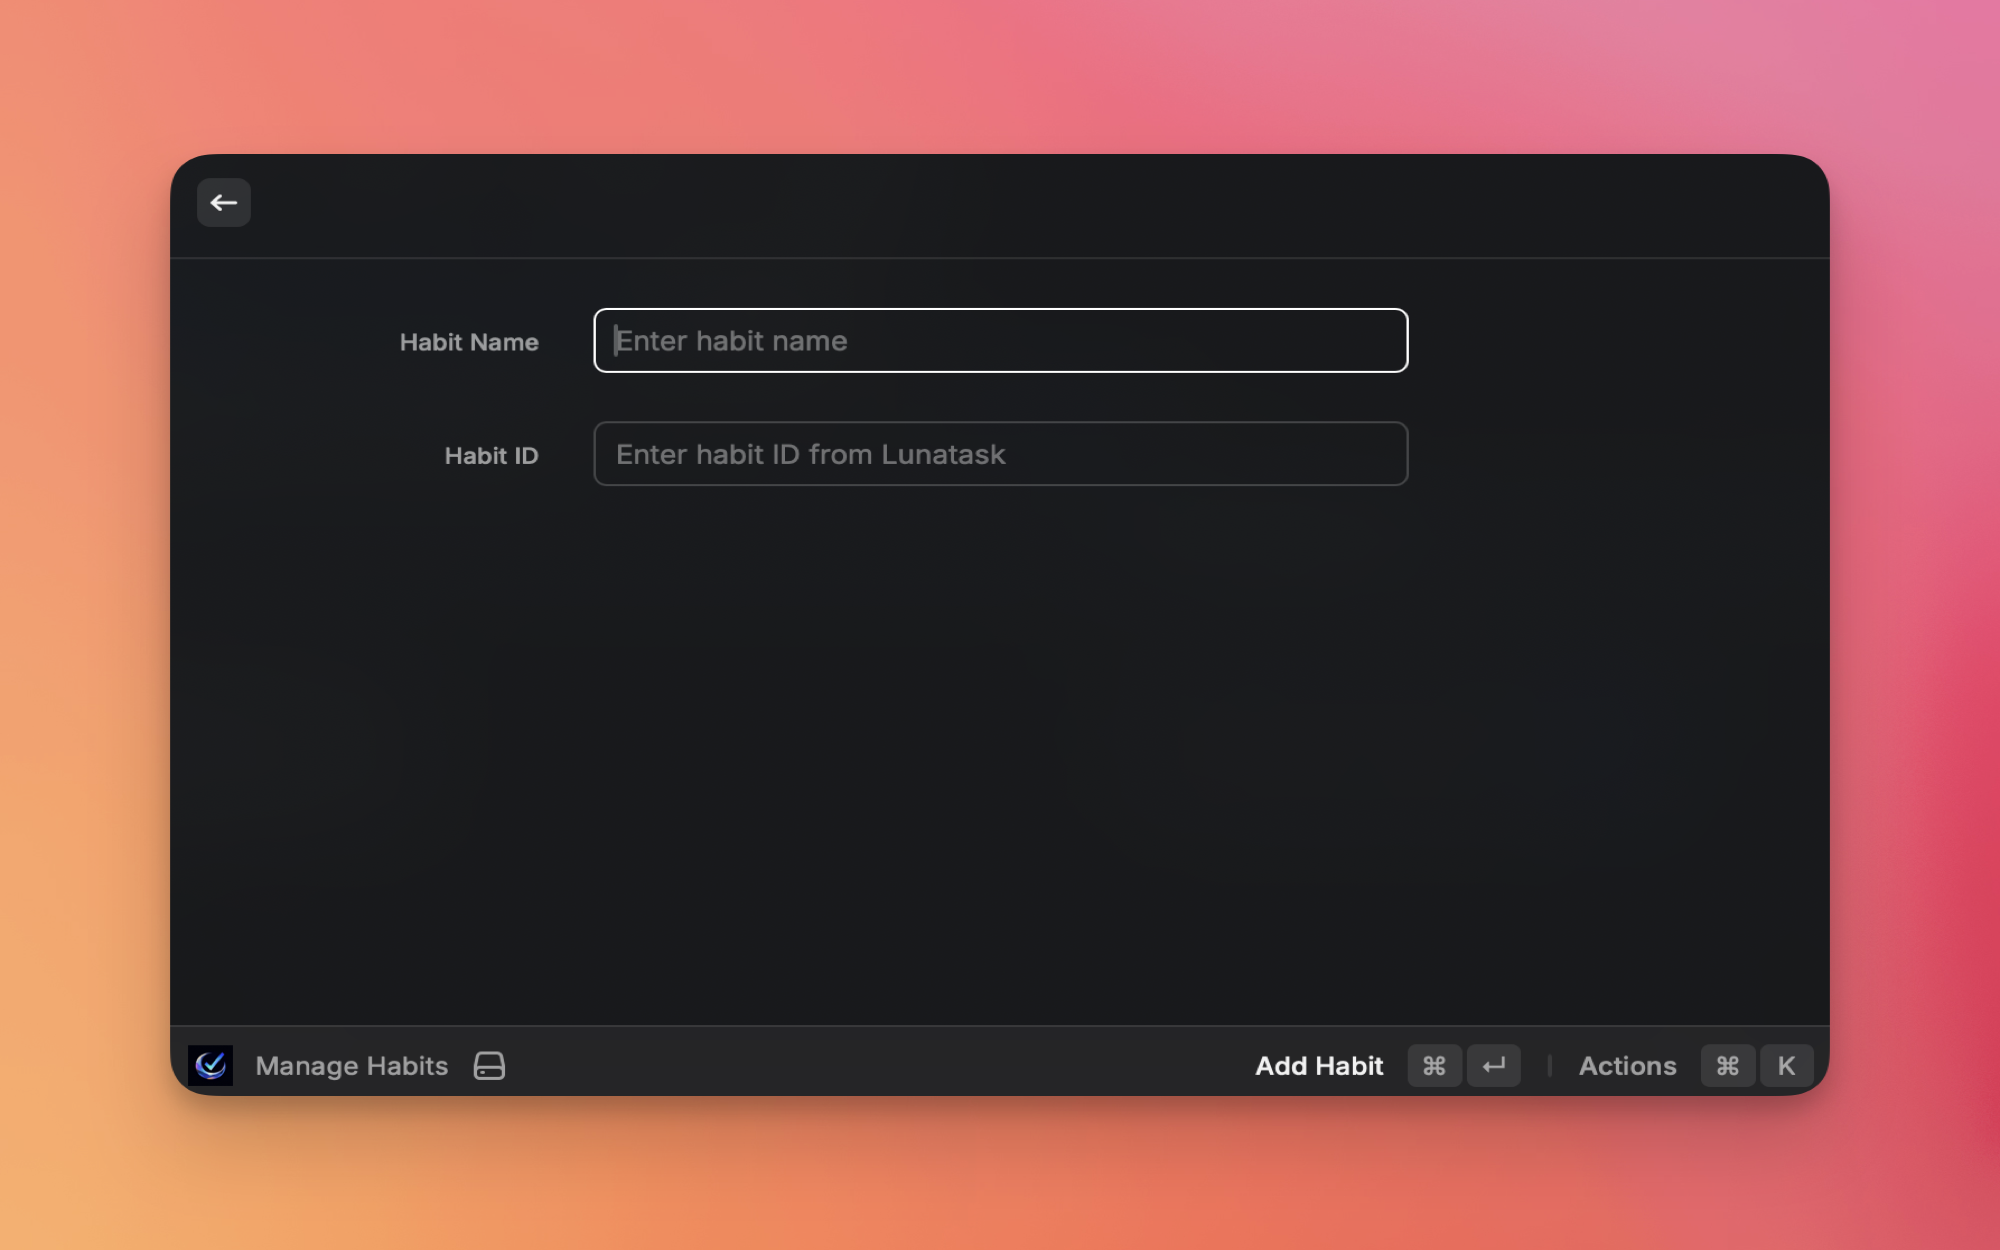 Habit Name
Enter habit name
Habit ID
Enter habit ID from Lunatask
Manage Habits
Add Habit ⌘ ↵ | Actions ⌘ K